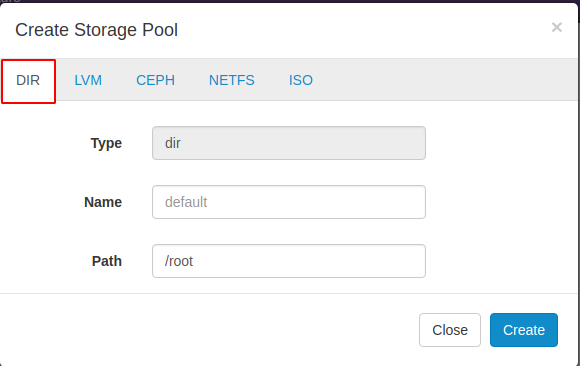 Create Storage Pool
×
DIR LVM CEPH NETFS ISO
Type dir
Name default
Path /root
Close Create